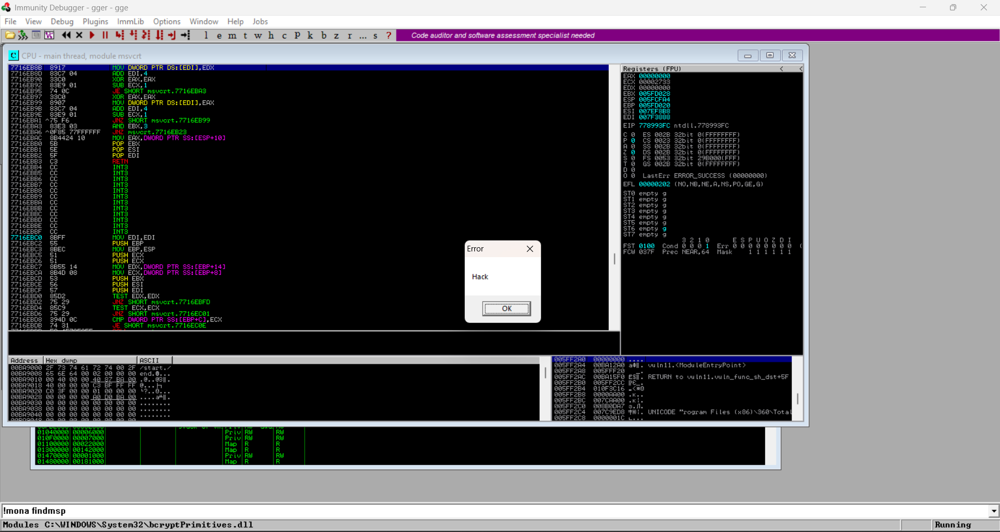 Immunity Debugger - gger - gge
File View Debug Plugins ImmLib Options Window Help Jobs
l e m t w h c P k b z r ... s ?
Code auditor and software assessment specialist needed
C CPU - main thread, module msvcrt
7716EB8B 8917 MOV DWORD PTR DS:[EDI],EDX
7716EB8D 83C7 04 ADD EDI,4
7716EB90 33C0 XOR EAX,EAX
7716EB92 83E9 01 SUB ECX,1
7716EB95 74 0C JE SHORT msvcrt.7716EBA3
7716EB97 33C0 XOR EAX,EAX
7716EB99 8907 MOV DWORD PTR DS:[EDI],EAX
7716EB9B 83C7 04 ADD EDI,4
7716EB9E 83E9 01 SUB ECX,1
7716EBA1 ^75 F6 JNZ SHORT msvcrt.7716EB99
7716EBA3 83E3 03 AND EBX,3
7716EBA6 ^0F85 77FFFFFF JNZ msvcrt.7716EB23
7716EBAC 8B4424 10 MOV EAX,DWORD PTR SS:[ESP+10]
7716EBB0 5B POP EBX
7716EBB1 5E POP ESI
7716EBB2 5F POP EDI
7716EBB3 C3 RETN
7716EBB4 CC INT3
7716EBB5 CC INT3
7716EBB6 CC INT3
7716EBB7 CC INT3
7716EBB8 CC INT3
7716EBB9 CC INT3
7716EBBA CC INT3
7716EBBB CC INT3
7716EBBC CC INT3
7716EBBD CC INT3
7716EBBE CC INT3
7716EBBF CC INT3
7716EBC0 8BFF MOV EDI,EDI
7716EBC2 55 PUSH EBP
7716EBC3 8BEC MOV EBP,ESP
7716EBC5 51 PUSH ECX
7716EBC6 51 PUSH ECX
7716EBC7 8B55 14 MOV EDX,DWORD PTR SS:[EBP+14]
7716EBCA 8B4D 08 MOV ECX,DWORD PTR SS:[EBP+8]
7716EBCD 53 PUSH EBX
7716EBCE 56 PUSH ESI
7716EBCF 57 PUSH EDI
7716EBD0 85D2 TEST EDX,EDX
7716EBD2 75 29 JNZ SHORT msvcrt.7716EBFD
7716EBD4 85C9 TEST ECX,ECX
7716EBD6 75 29 JNZ SHORT msvcrt.7716EC01
7716EBD8 394D 0C CMP DWORD PTR SS:[EBP+C],ECX
7716EBDB 74 31 JE SHORT msvcrt.7716EC0E
Registers (FPU) < <
EAX 00000000
ECX 00002733
EDX 00000000
EBX 005FD028
ESP 005FCFA4
EBP 005FD020
ESI 007EF8B8
EDI 007F3888
EIP 778993FC ntdll.778993FC
C 0 ES 002B 32bit 0(FFFFFFFF)
P 0 CS 0023 32bit 0(FFFFFFFF)
A 0 SS 002B 32bit 0(FFFFFFFF)
Z 0 DS 002B 32bit 0(FFFFFFFF)
S 0 FS 0053 32bit 29B000(FFF)
T 0 GS 002B 32bit 0(FFFFFFFF)
D 0
O 0 LastErr ERROR_SUCCESS (00000000)
EFL 00000202 (NO,NB,NE,A,NS,PO,GE,G)
ST0 empty g
ST1 empty g
ST2 empty g
ST3 empty g
ST4 empty g
ST5 empty g
ST6 empty g
ST7 empty g
3 2 1 0 E S P U O Z D I
FST 0100 Cond 0 0 0 1 Err 0 0 0 0 0 0 0 0 (
FCW 037F Prec NEAR,64 Mask 1 1 1 1 1 1
Error
Hack
OK
Address Hex dump ASCII
00BA9000 2F 73 74 61 72 74 00 2F /start./
00BA9008 65 6E 64 00 02 00 00 00 end.
00BA9010 00 40 00 00 40 87 BA 00
00BA9018 40 00 00 00 C3 BF FF FF
00BA9020 C0 3F 00 00 01 00 00 00
00BA9028 00 00 00 00 A0 D0 BA 00
00BA9030 00 00 00 00 00 00 00 00 ........
00BA9038 00 00 00 00 00 00 00 00 ........
00BA9040 00 00 00 00 00 00 00 00 ........
005FF2A0 00000000 ....
005FF2A4 00BA12A0 vuln11.<ModuleEntryPoint>
005FF2A8 005FFF20
005FF2AC 00BA15F0 RETURN to vuln11.vuln_func_sh_dst+5F
005FF2B0 005FF2CC
005FF2B4 010F3C16
005FF2B8 0000AA00
005FF2BC 007CAA00
005FF2C0 008B0DA7
005FF2C4 007C9ED8 UNICODE "rogram Files (x86)\360\Total
005FF2C8 0000001C
01040000 00006000 Priv RW RW
010F0000 00007000 Priv RW RW
01100000 00022000 Map R R
01300000 00142000 Map R R
01470000 00001000 Priv RW RW
01480000 00181000 Map R R
!mona findmsp
Modules C:\WINDOWS\System32\bcryptPrimitives.dll
Running